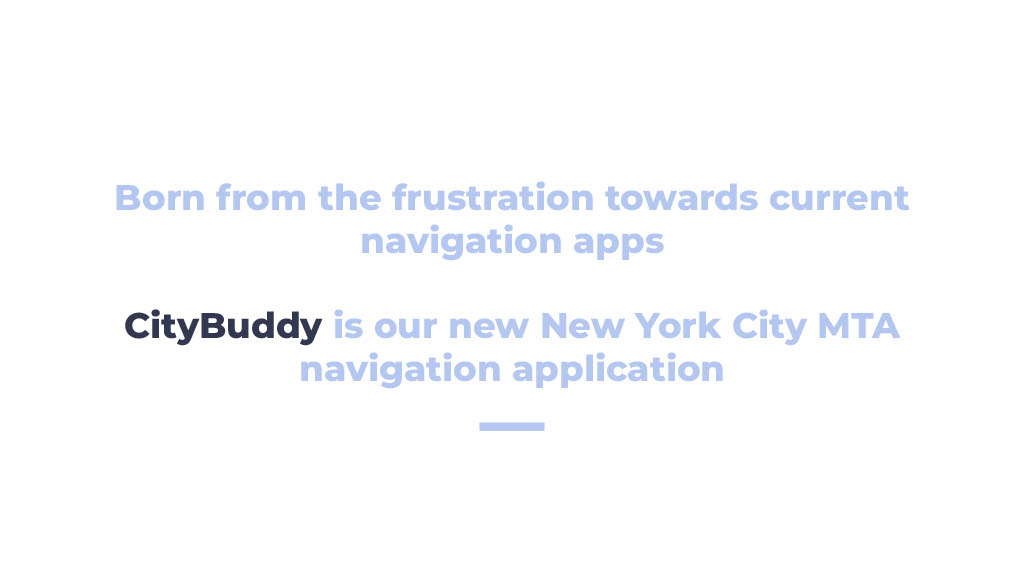 Born from the frustration towards current
navigation apps
CityBuddy is our new New York City MTA
navigation application